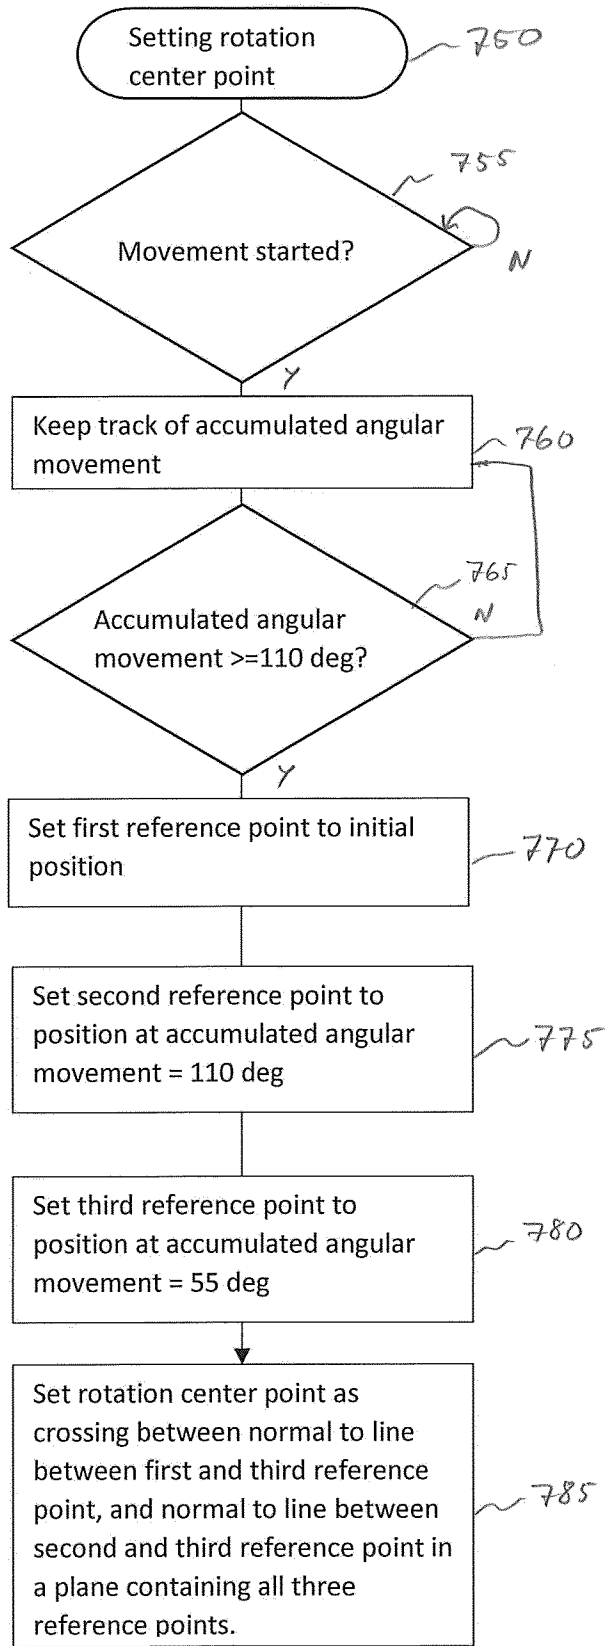 Setting rotation
center point
750
755
Movement started?
N
Y
Keep track of accumulated angular
movement
760
765
N
Accumulated angular
movement >=110 deg?
Y
Set first reference point to initial
position
770
Set second reference point to
position at accumulated angular
movement = 110 deg
775
Set third reference point to
position at accumulated angular
movement = 55 deg
780
Set rotation center point as
crossing between normal to line
between first and third reference
point, and normal to line between
second and third reference point in
a plane containing all three
reference points.
785